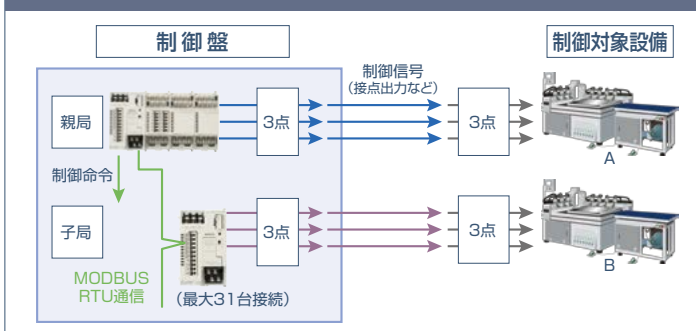 制御盤
制御対象設備
制御信号
（接点出力など）
親局
3点
3点
A
制御命令
子局
3点
3点
B
MODBUS
RTU通信
（最大31台接続）